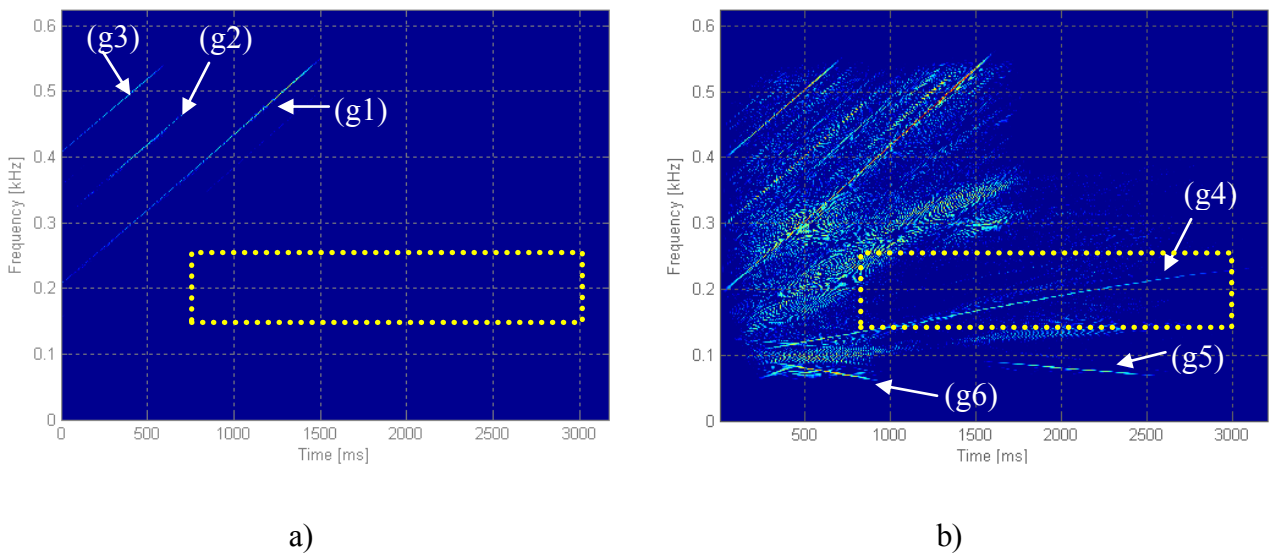 0.6
0.5
0.4
0.3
0.2
0.1
0
Frequency [kHz]
0 500 1000 1500 2000 2500 3000
Time [ms]
(g3)
(g2)
(g1)
a)
0.6
0.5
0.4
0.3
0.2
0.1
0
Frequency [kHz]
500 1000 1500 2000 2500 3000
Time [ms]
(g4)
(g5)
(g6)
b)